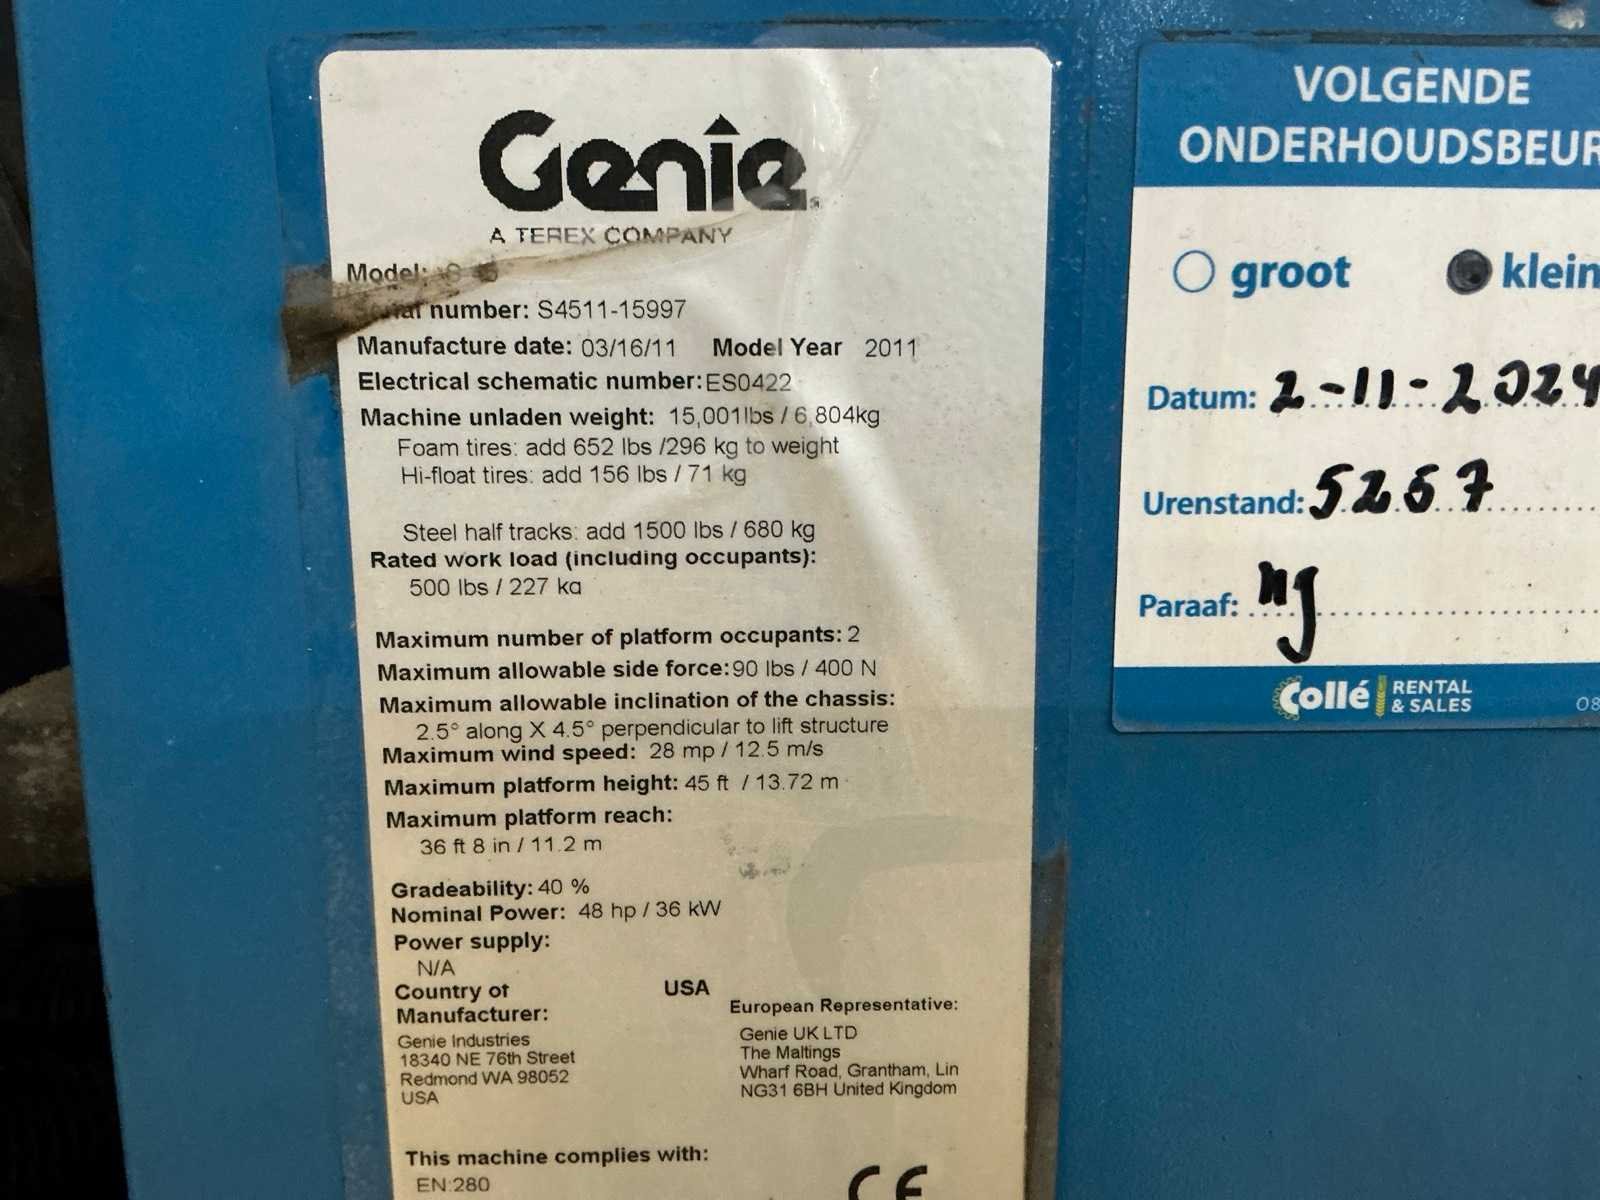 Genie
A TEREX COMPANY
Model: S
Serial number: S4511-15997
Manufacture date: 03/16/11 Model Year 2011
Electrical schematic number: ES0422
Machine unladen weight: 15,001lbs / 6,804kg
Foam tires: add 652 lbs /296 kg to weight
Hi-float tires: add 156 lbs / 71 kg
Steel half tracks: add 1500 lbs / 680 kg
Rated work load (including occupants):
500 lbs / 227 kg
Maximum number of platform occupants: 2
Maximum allowable side force: 90 lbs / 400 N
Maximum allowable inclination of the chassis:
2.5° along X 4.5° perpendicular to lift structure
Maximum wind speed: 28 mp / 12.5 m/s
Maximum platform height: 45 ft / 13.72 m
Maximum platform reach:
36 ft 8 in / 11.2 m
Gradeability: 40 %
Nominal Power: 48 hp / 36 kW
Power supply:
N/A
Country of USA
Manufacturer:
Genie Industries
18340 NE 76th Street
Redmond WA 98052
USA
European Representative:
Genie UK LTD
The Maltings
Wharf Road, Grantham, Lin
NG31 6BH United Kingdom
This machine complies with:
EN:280
CE
VOLGENDE
ONDERHOUDSBEUR
groot klein
Datum: 2-11-2024
Urenstand: 5267
Paraaf: MJ
Collé RENTAL
& SALES
08